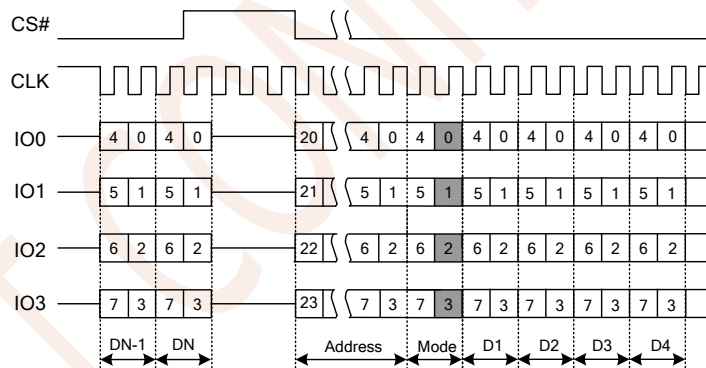 CS#
CLK
IO0 4 0 4 0 20 4 0 4 0 4 0 4 0 4 0 4 0
IO1 5 1 5 1 21 5 1 5 1 5 1 5 1 5 1 5 1
IO2 6 2 6 2 22 6 2 6 2 6 2 6 2 6 2 6 2
IO3 7 3 7 3 23 7 3 7 3 7 3 7 3 7 3 7 3
DN-1 DN Address Mode D1 D2 D3 D4